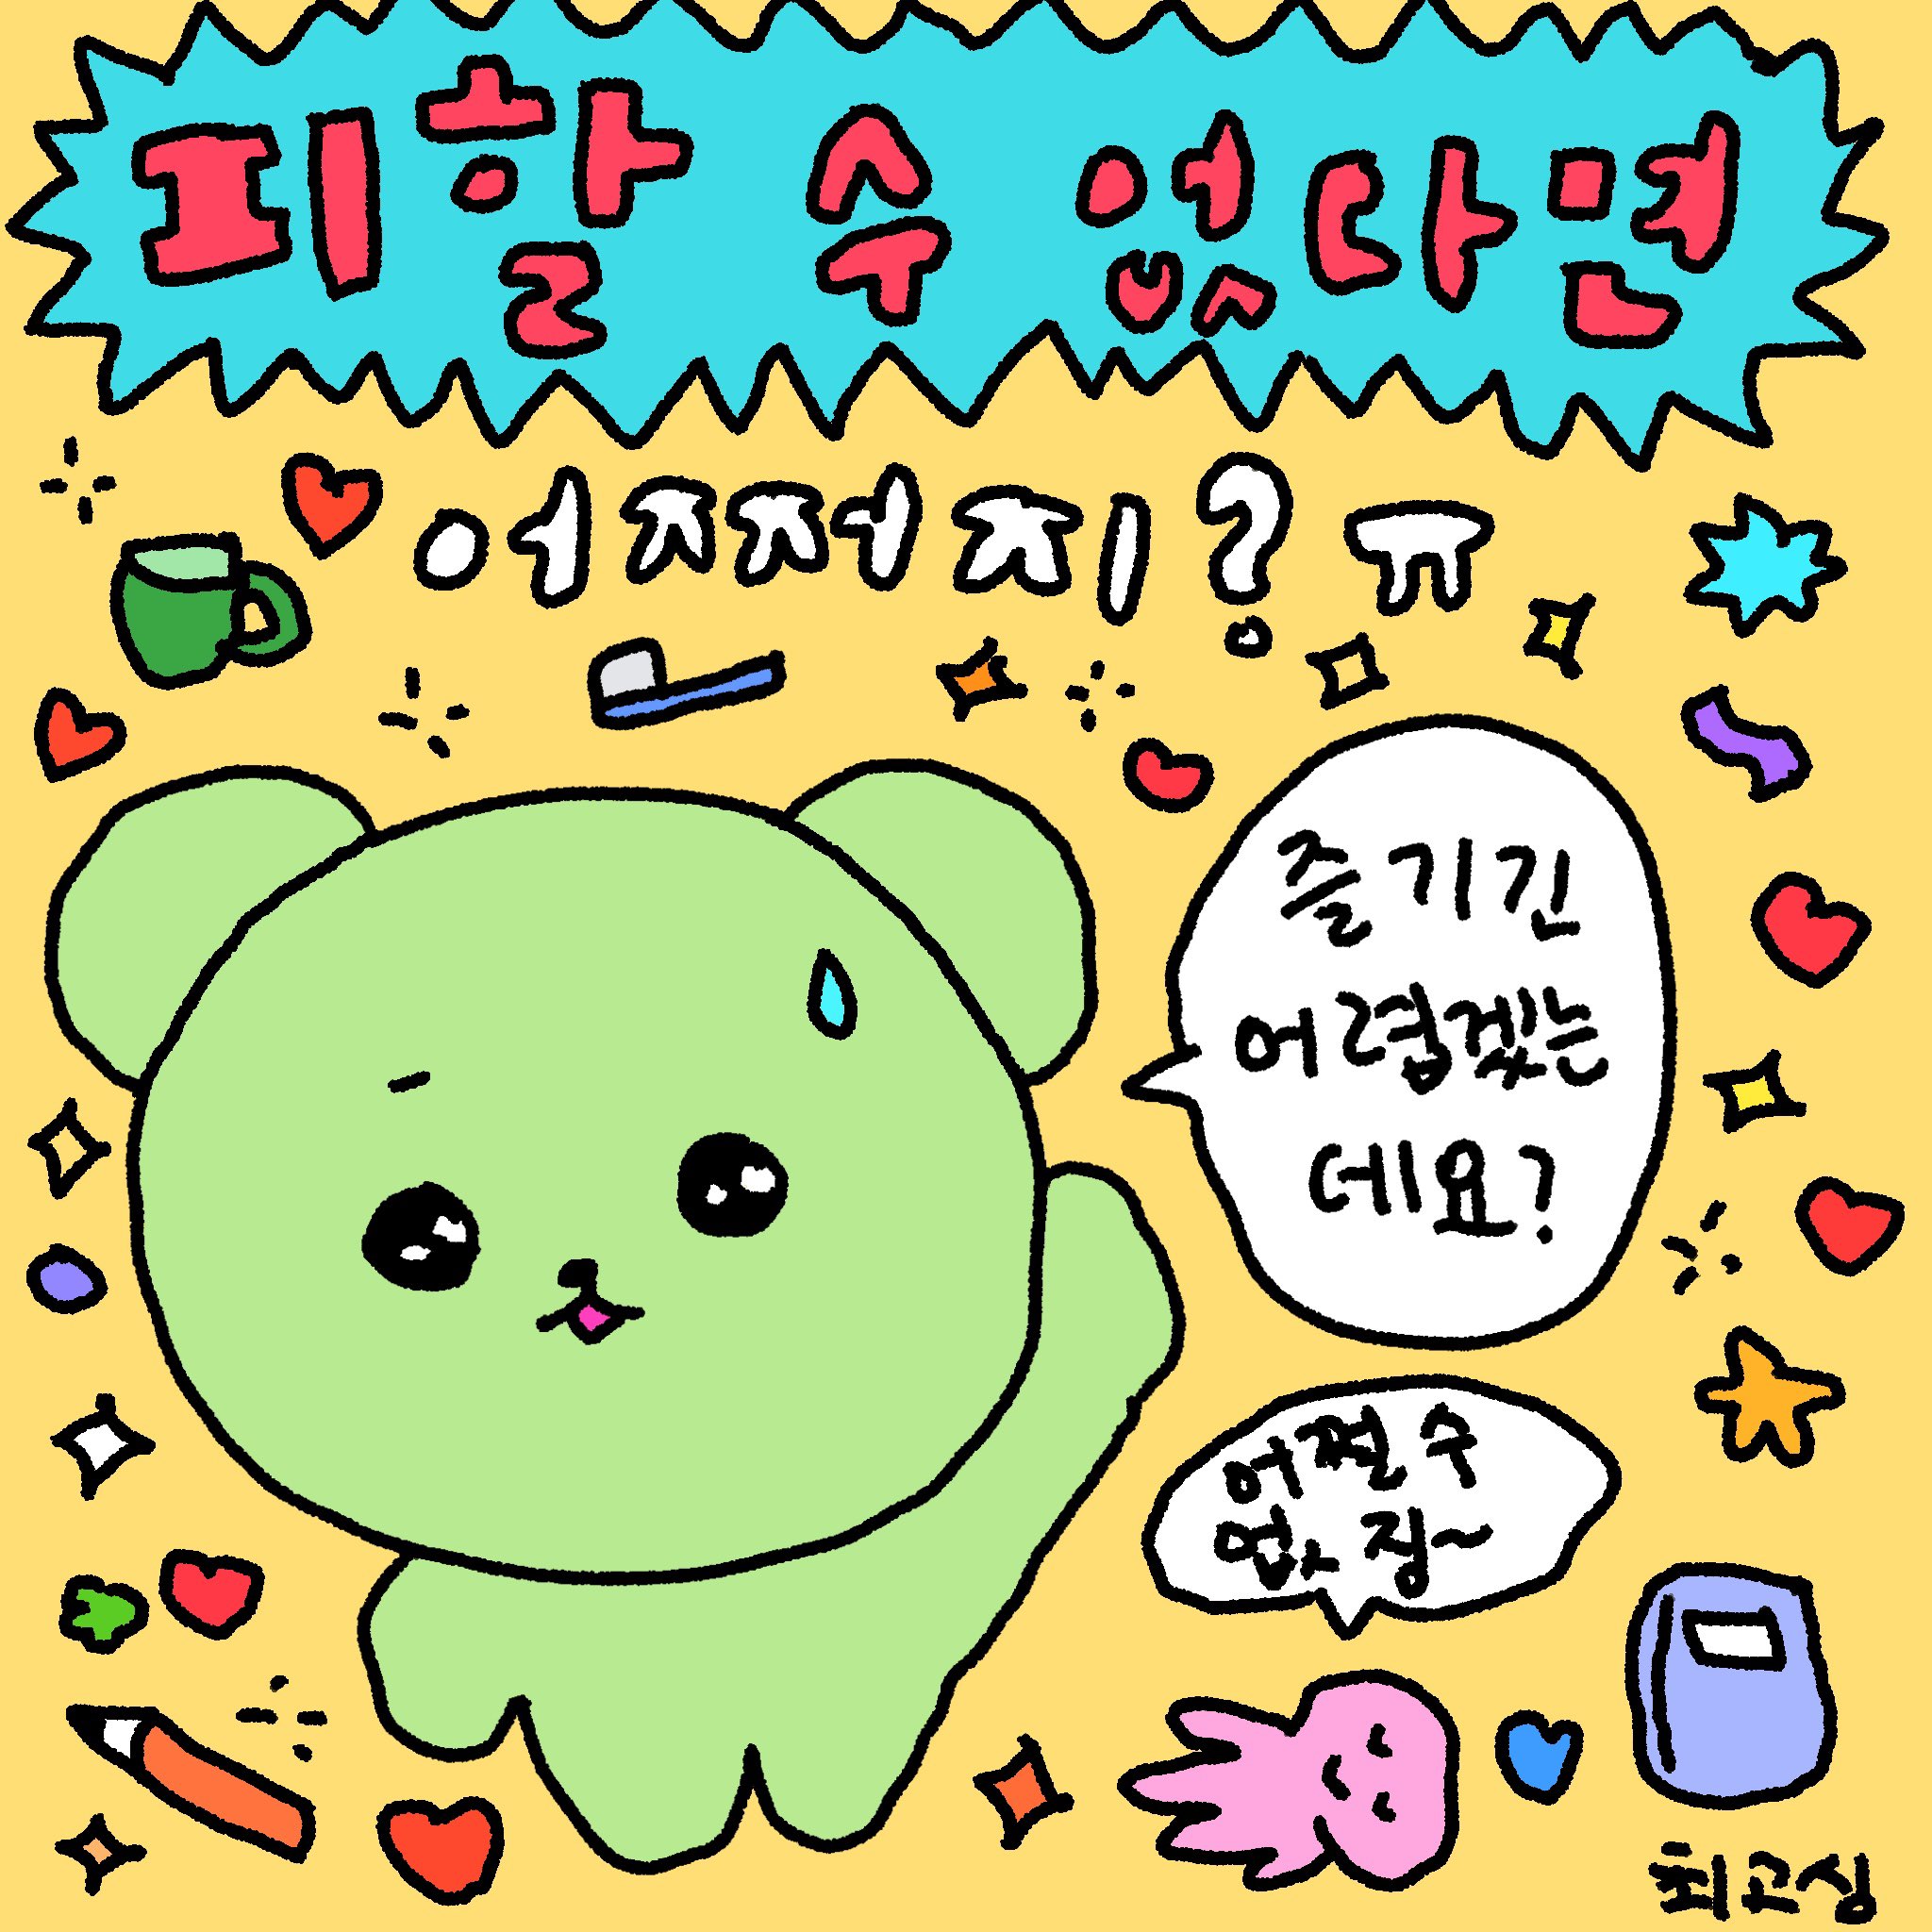 피할 수 없다면
어쩌지? ㅠ
즐기긴
어렵겠는
데요?
어쩔 수
없징~
최고심